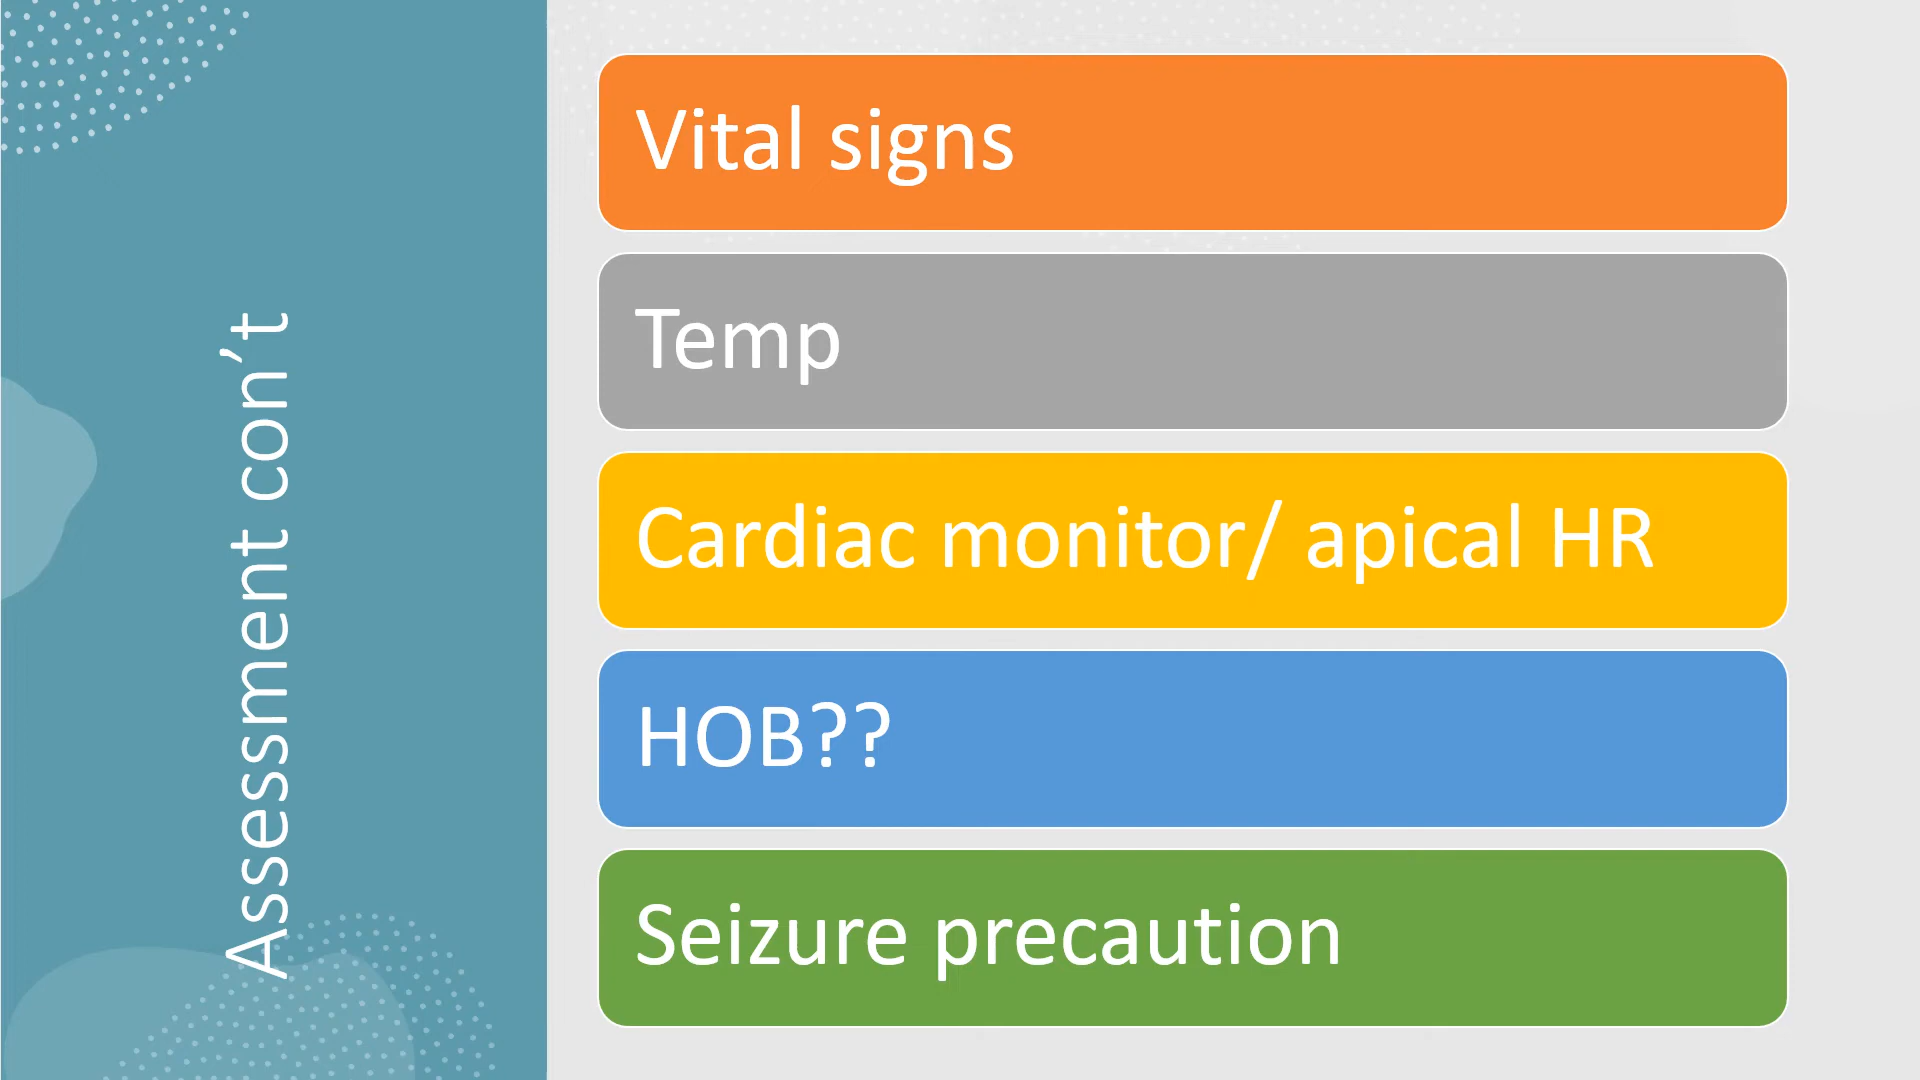 Assessment con’t
Vital signs
Temp
Cardiac monitor/ apical HR
HOB??
Seizure precaution